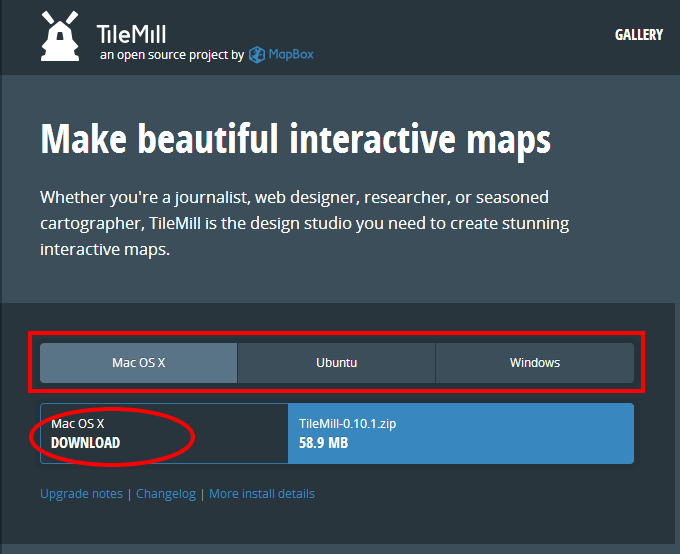 TileMill
an open source project by MapBox
GALLERY
Make beautiful interactive maps
Whether you're a journalist, web designer, researcher, or seasoned
cartographer, TileMill is the design studio you need to create stunning
interactive maps.
Mac OS X Ubuntu Windows
Mac OS X
DOWNLOAD
TileMill-0.10.1.zip
58.9 MB
Upgrade notes | Changelog | More install details